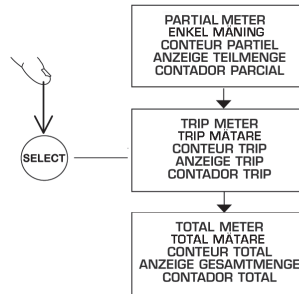 PARTIAL METER
ENKEL MÄNING
CONTEUR PARTIEL
ANZEIGE TEILMENGE
CONTADOR PARCIAL
SELECT
TRIP METER
TRIP MÄTARE
CONTEUR TRIP
ANZEIGE TRIP
CONTADOR TRIP
TOTAL METER
TOTAL MÄTARE
CONTEUR TOTAL
ANZEIGE GESAMTMENGE
CONTADOR TOTAL